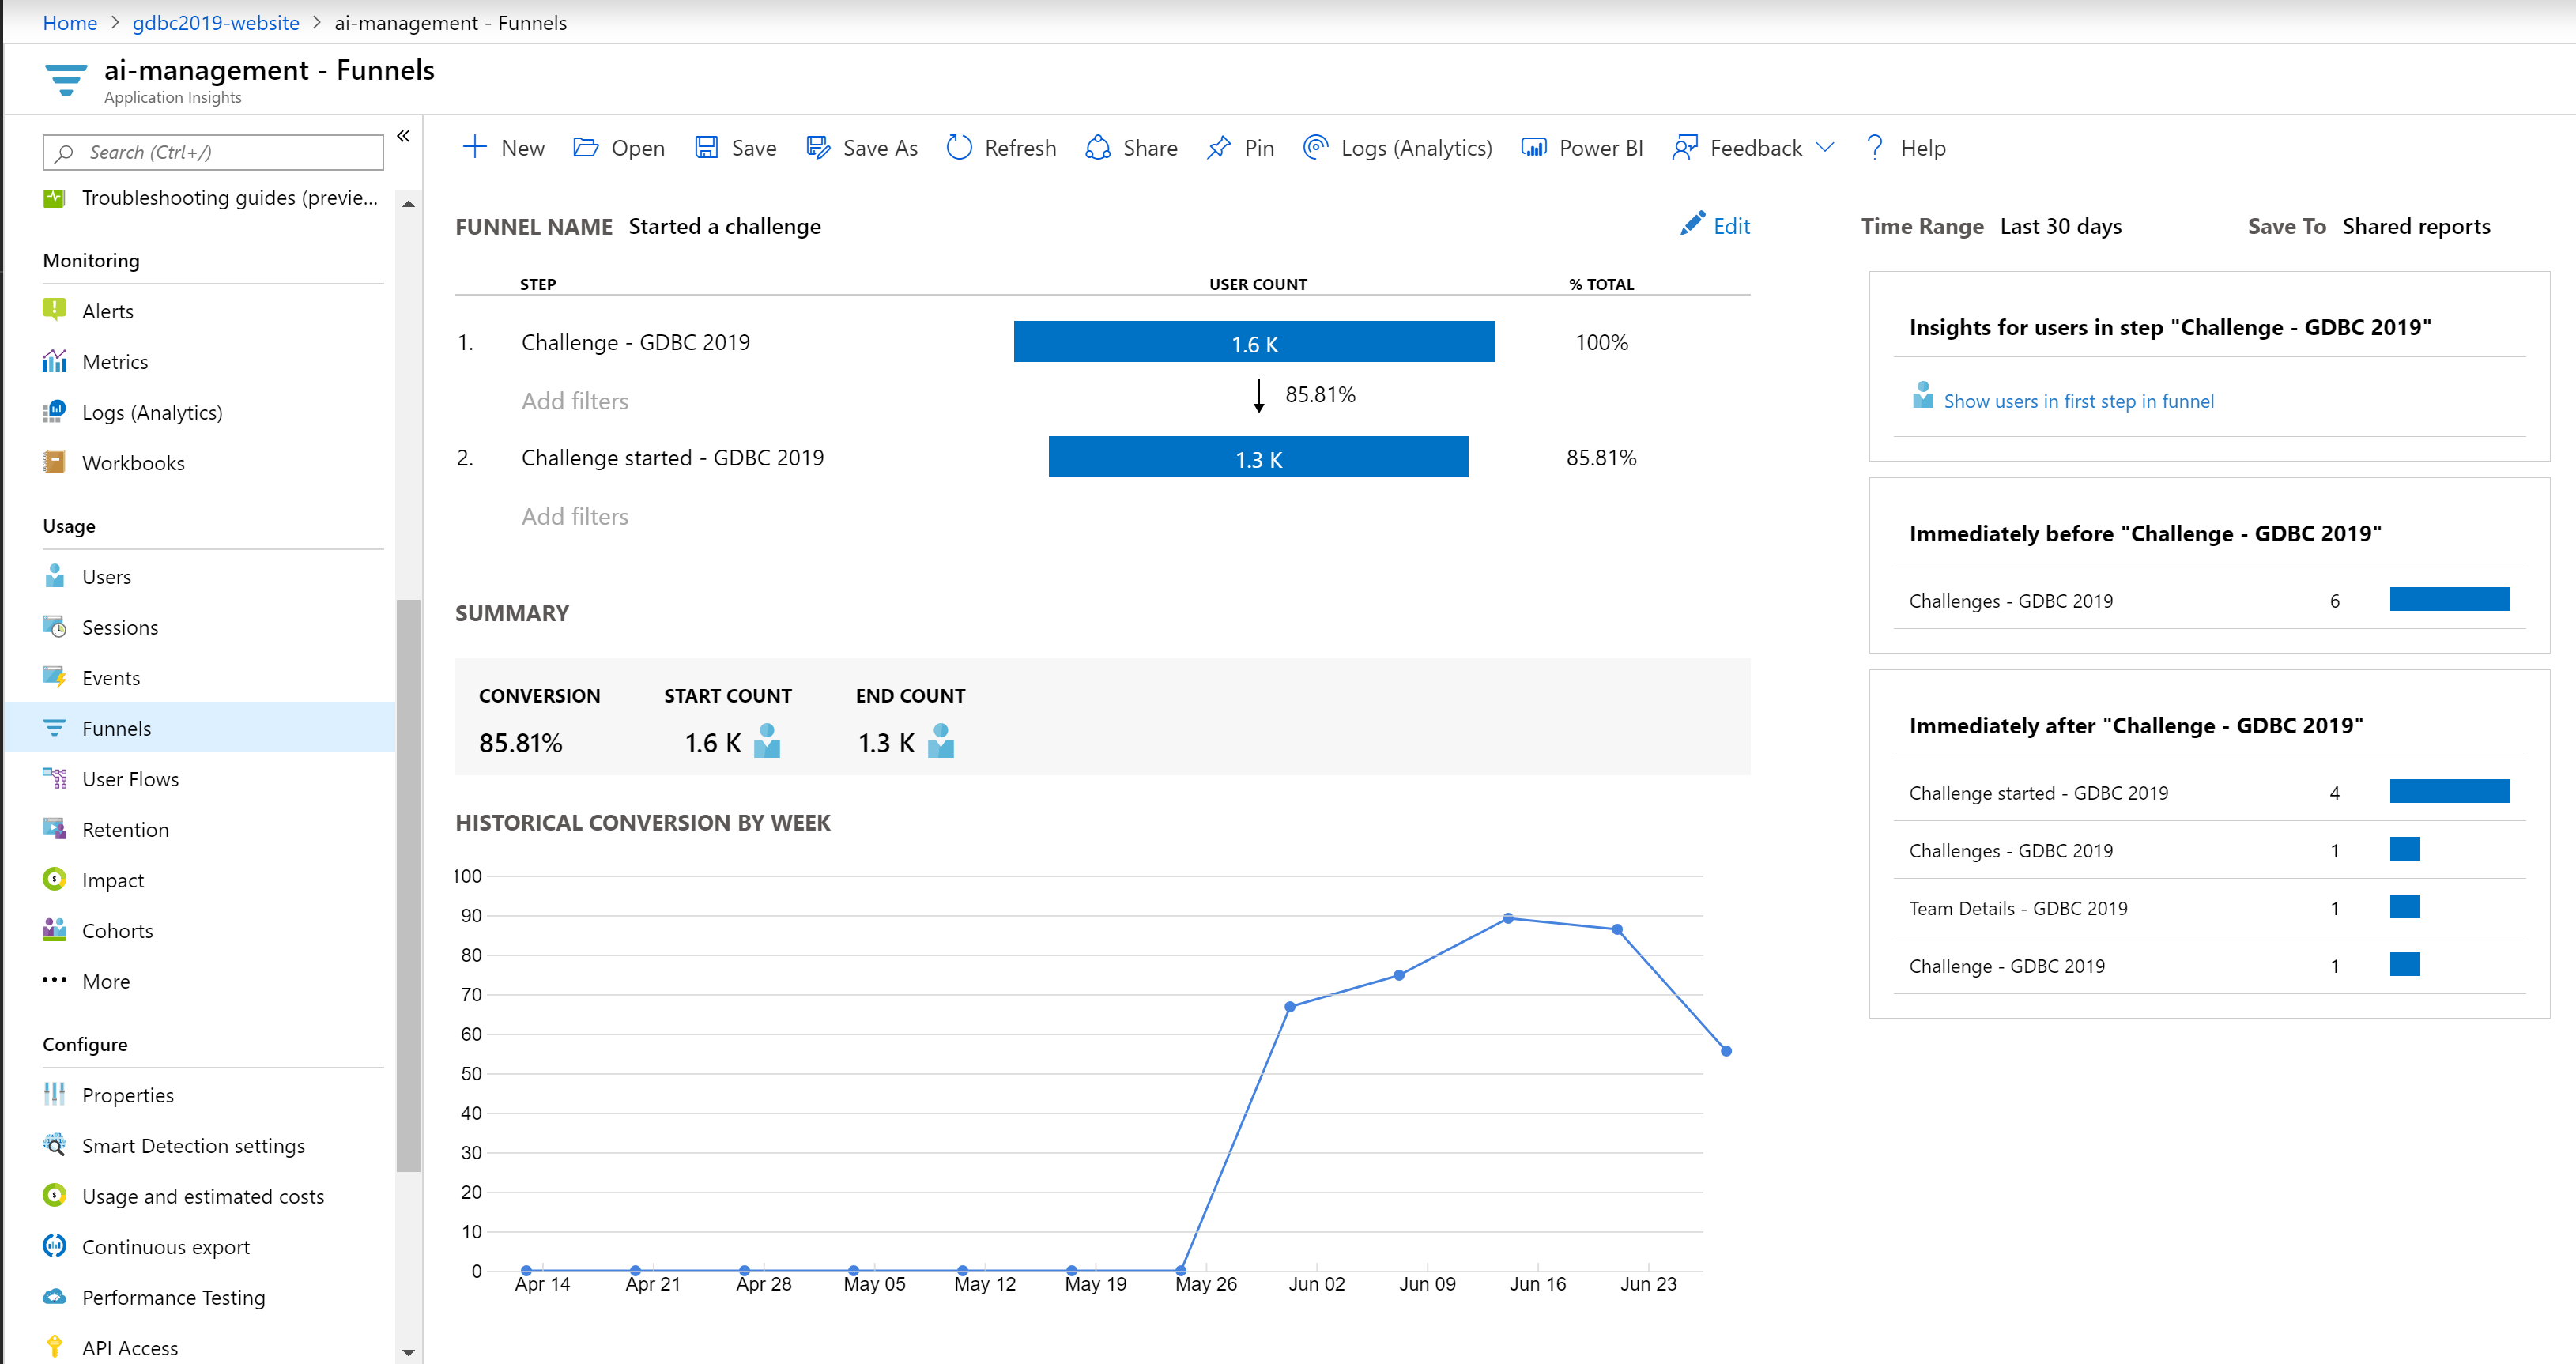 Home > gdbc2019-website > ai-management - Funnels
ai-management - Funnels
Application Insights
Search (Ctrl+/)
«
Troubleshooting guides (previe...
Monitoring
Alerts
Metrics
Logs (Analytics)
Workbooks
Usage
Users
Sessions
Events
Funnels
User Flows
Retention
Impact
Cohorts
More
Configure
Properties
Smart Detection settings
Usage and estimated costs
Continuous export
Performance Testing
API Access
New Open Save Save As Refresh Share Pin Logs (Analytics) Power BI Feedback Help
FUNNEL NAME Started a challenge Edit
STEP USER COUNT % TOTAL
1. Challenge - GDBC 2019 1.6 K 100%
Add filters 85.81%
2. Challenge started - GDBC 2019 1.3 K 85.81%
Add filters
SUMMARY
CONVERSION START COUNT END COUNT
85.81% 1.6 K 1.3 K
HISTORICAL CONVERSION BY WEEK
100
90
80
70
60
50
40
30
20
10
0
Apr 14 Apr 21 Apr 28 May 05 May 12 May 19 May 26 Jun 02 Jun 09 Jun 16 Jun 23
Time Range Last 30 days Save To Shared reports
Insights for users in step "Challenge - GDBC 2019"
Show users in first step in funnel
Immediately before "Challenge - GDBC 2019"
Challenges - GDBC 2019 6
Immediately after "Challenge - GDBC 2019"
Challenge started - GDBC 2019 4
Challenges - GDBC 2019 1
Team Details - GDBC 2019 1
Challenge - GDBC 2019 1